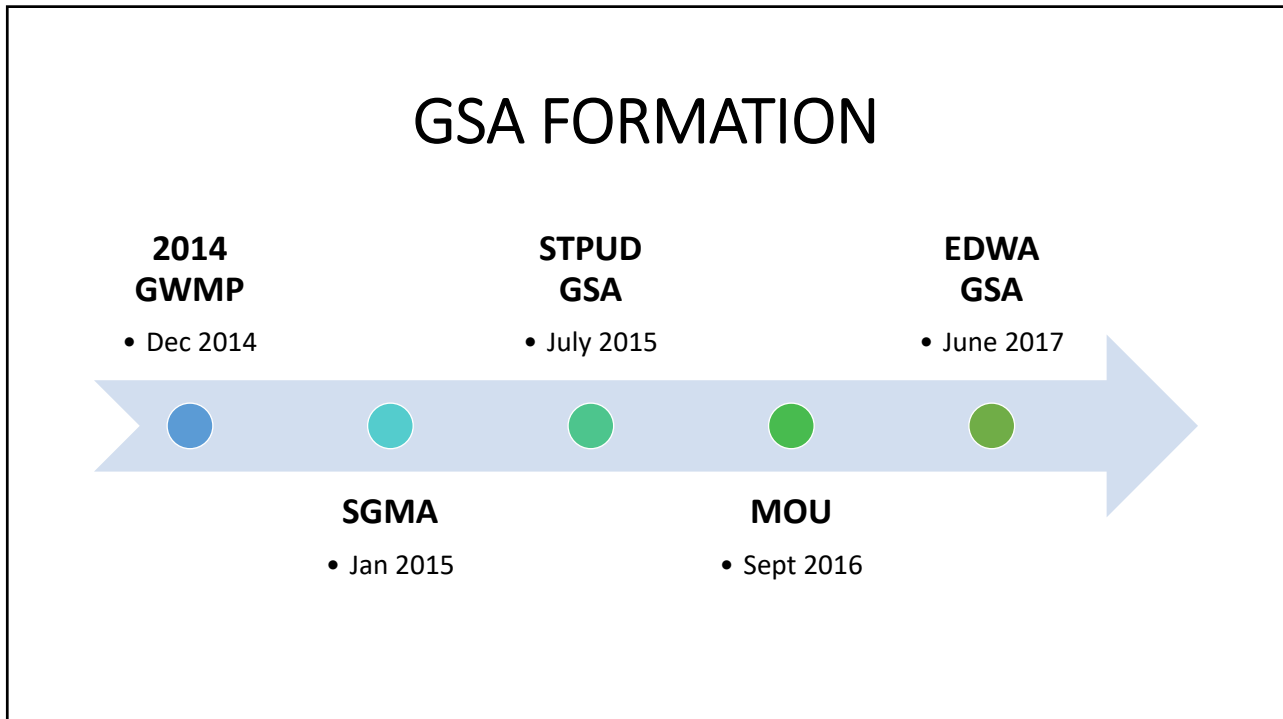 GSA FORMATION
2014
GWMP
• Dec 2014
SGMA
• Jan 2015
STPUD
GSA
• July 2015
MOU
• Sept 2016
EDWA
GSA
• June 2017